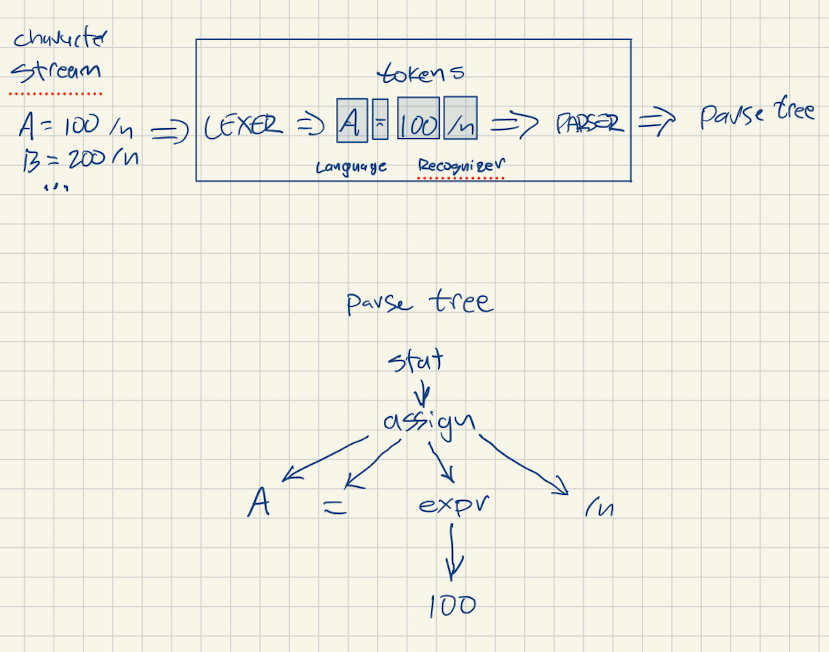 character
stream
A = 100 /n ⇒ LEXER ⇒ A = 100 /n ⇒ PARSER ⇒ parse tree
B = 200 /n
...
tokens
Language Recognizer
parse tree
stat
assign
A = expr /n
100